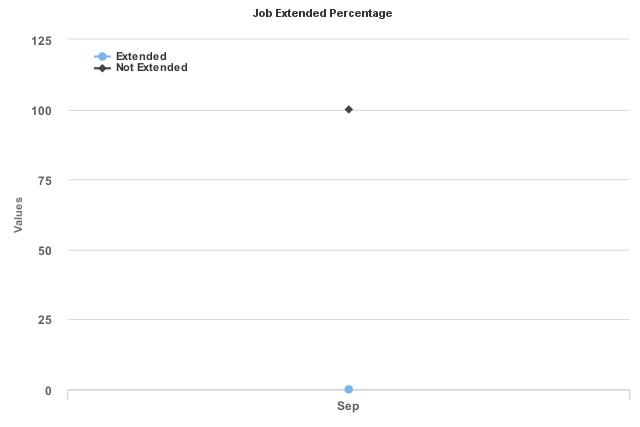 Job Extended Percentage
125
Extended
Not Extended
100
75
Values
50
25
0
Sep